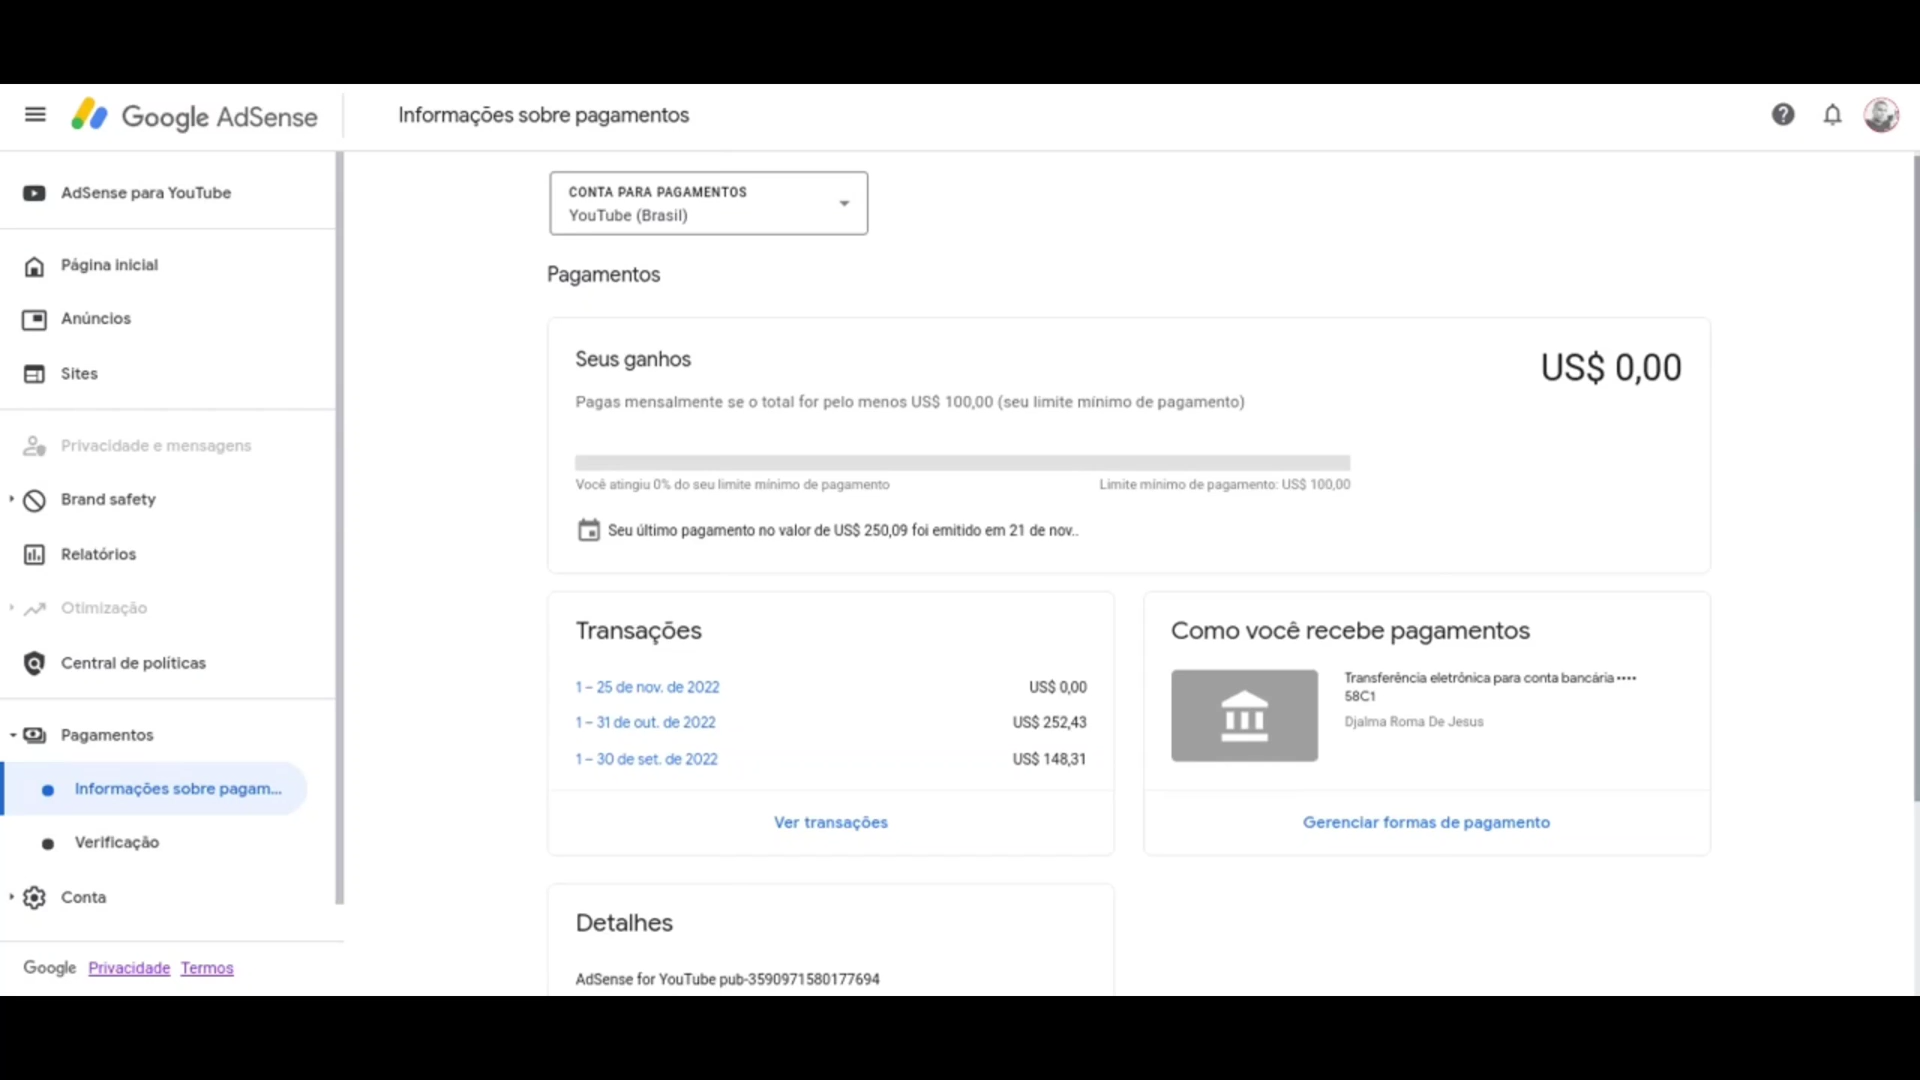 Google AdSense
Informações sobre pagamentos
AdSense para YouTube
Página inicial
Anúncios
Sites
Privacidade e mensagens
Brand safety
Relatórios
Otimização
Central de políticas
Pagamentos
Informações sobre pagam...
Verificação
Conta
Google Privacidade Termos
CONTA PARA PAGAMENTOS
YouTube (Brasil)
Pagamentos
Seus ganhos
US$ 0,00
Pagas mensalmente se o total for pelo menos US$ 100,00 (seu limite mínimo de pagamento)
Você atingiu 0% do seu limite mínimo de pagamento
Limite mínimo de pagamento: US$ 100,00
Seu último pagamento no valor de US$ 250,09 foi emitido em 21 de nov..
Transações
1 – 25 de nov. de 2022 US$ 0,00
1 – 31 de out. de 2022 US$ 252,43
1 – 30 de set. de 2022 US$ 148,31
Ver transações
Como você recebe pagamentos
Transferência eletrônica para conta bancária ••••
58C1
Djalma Roma De Jesus
Gerenciar formas de pagamento
Detalhes
AdSense for YouTube pub-3590971580177694